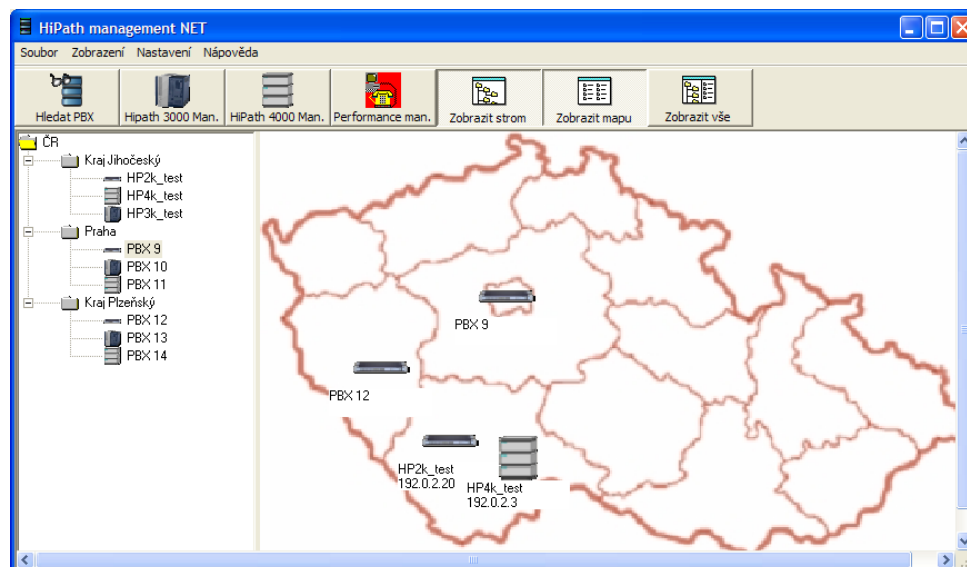 HiPath management NET
Soubor Zobrazení Nastavení Nápověda
Hledat PBX Hipath 3000 Man. HiPath 4000 Man. Performance man. Zobrazit strom Zobrazit mapu Zobrazit vše
ČR
Kraj Jihočeský
HP2k_test
HP4k_test
HP3k_test
Praha
PBX 9
PBX 10
PBX 11
Kraj Plzeňský
PBX 12
PBX 13
PBX 14
PBX 9
PBX 12
HP2k_test
192.0.2.20
HP4k_test
192.0.2.3